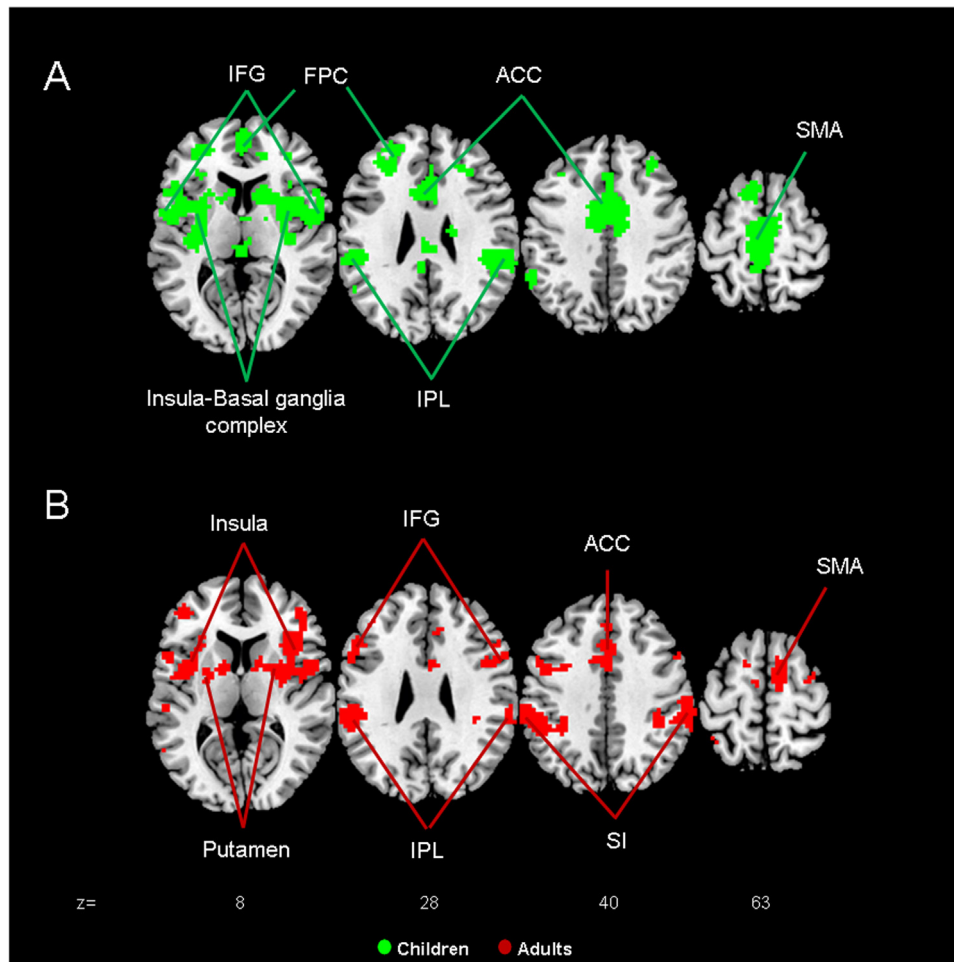 A
IFG
FPC
ACC
SMA
Insula-Basal ganglia
complex
IPL
B
Insula
IFG
ACC
SMA
Putamen
IPL
SI
z= 8 28 40 63
Children Adults